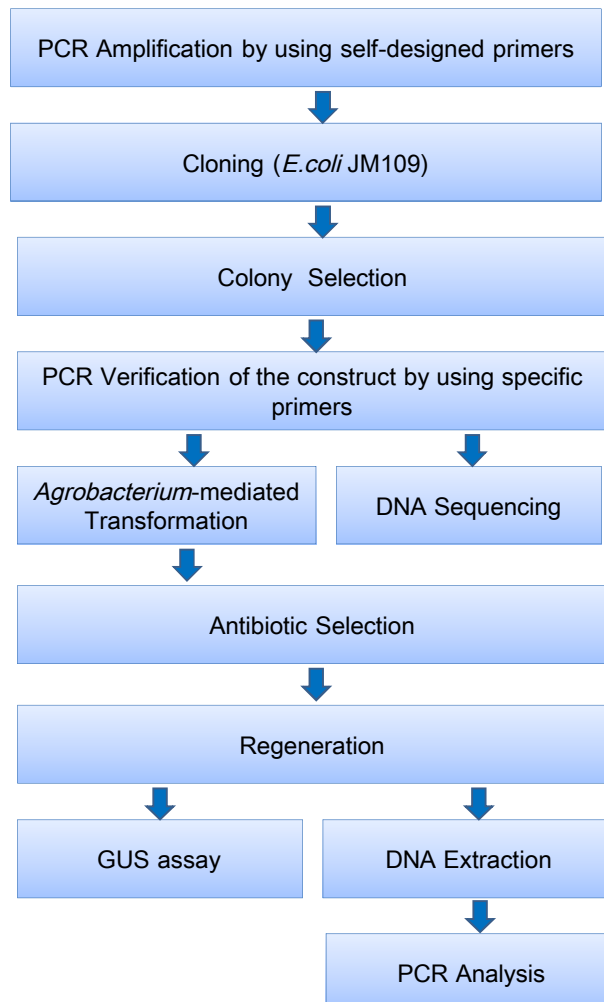 PCR Amplification by using self-designed primers
Cloning (E.coli JM109)
Colony Selection
PCR Verification of the construct by using specific
primers
Agrobacterium-mediated
Transformation
DNA Sequencing
Antibiotic Selection
Regeneration
GUS assay
DNA Extraction
PCR Analysis